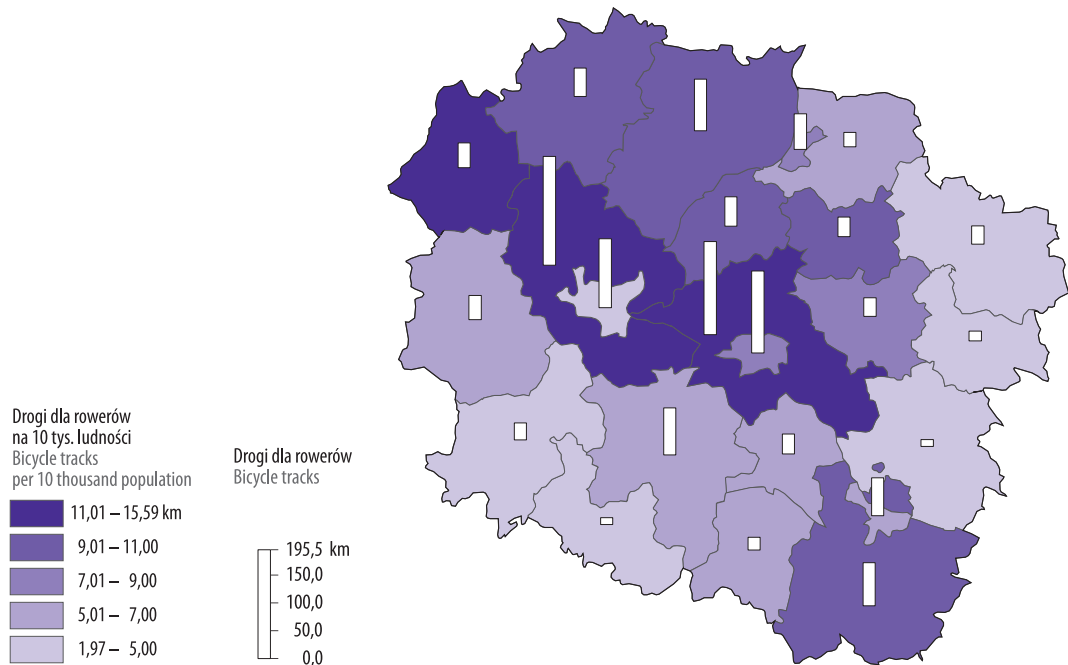 Drogi dla rowerów
na 10 tys. ludności
Bicycle tracks
per 10 thousand population
11,01 – 15,59 km
9,01 – 11,00
7,01 – 9,00
5,01 – 7,00
1,97 – 5,00
Drogi dla rowerów
Bicycle tracks
195,5 km
150,0
100,0
50,0
0,0